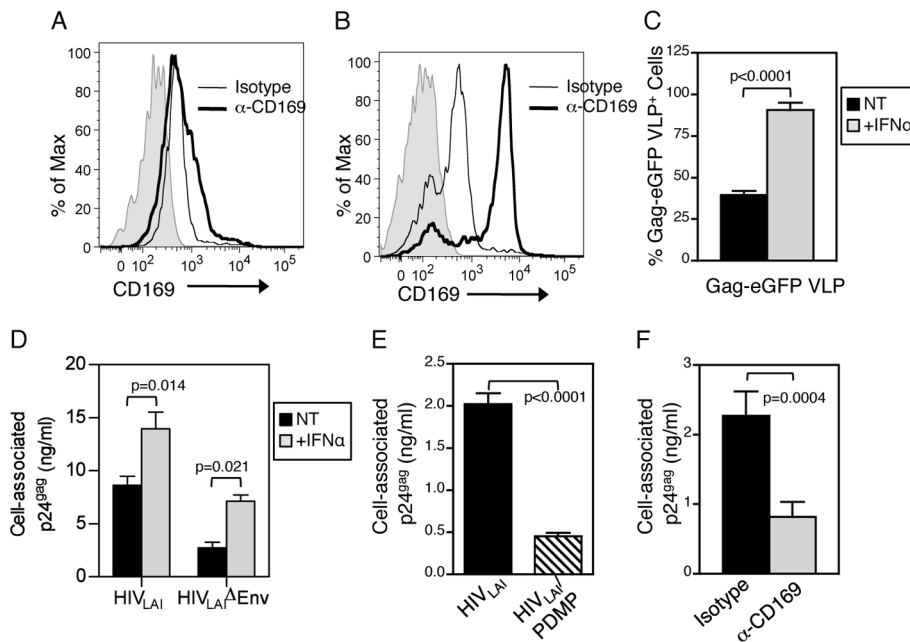 A
100
80
60
40
20
0
% of Max
Isotype
α-CD169
0 10² 10³ 10⁴ 10⁵
CD169
B
100
80
60
40
20
0
% of Max
Isotype
α-CD169
0 10² 10³ 10⁴ 10⁵
CD169
C
% Gag-eGFP VLP⁺ Cells
125
100
75
50
25
0
p<0.0001
NT
+IFNα
Gag-eGFP VLP
D
Cell-associated
p24ᵍᵃᵍ (ng/ml)
20
15
10
5
0
p=0.014
p=0.021
NT
+IFNα
HIV_LAI
HIV_LAIΔEnv
E
Cell-associated
p24ᵍᵃᵍ (ng/ml)
2.5
2.0
1.5
1.0
0.5
0.0
p<0.0001
HIV_LAI
HIV_LAI/
PDMP
F
Cell-associated
p24ᵍᵃᵍ (ng/ml)
3
2
1
0
p=0.0004
Isotype
α-CD169